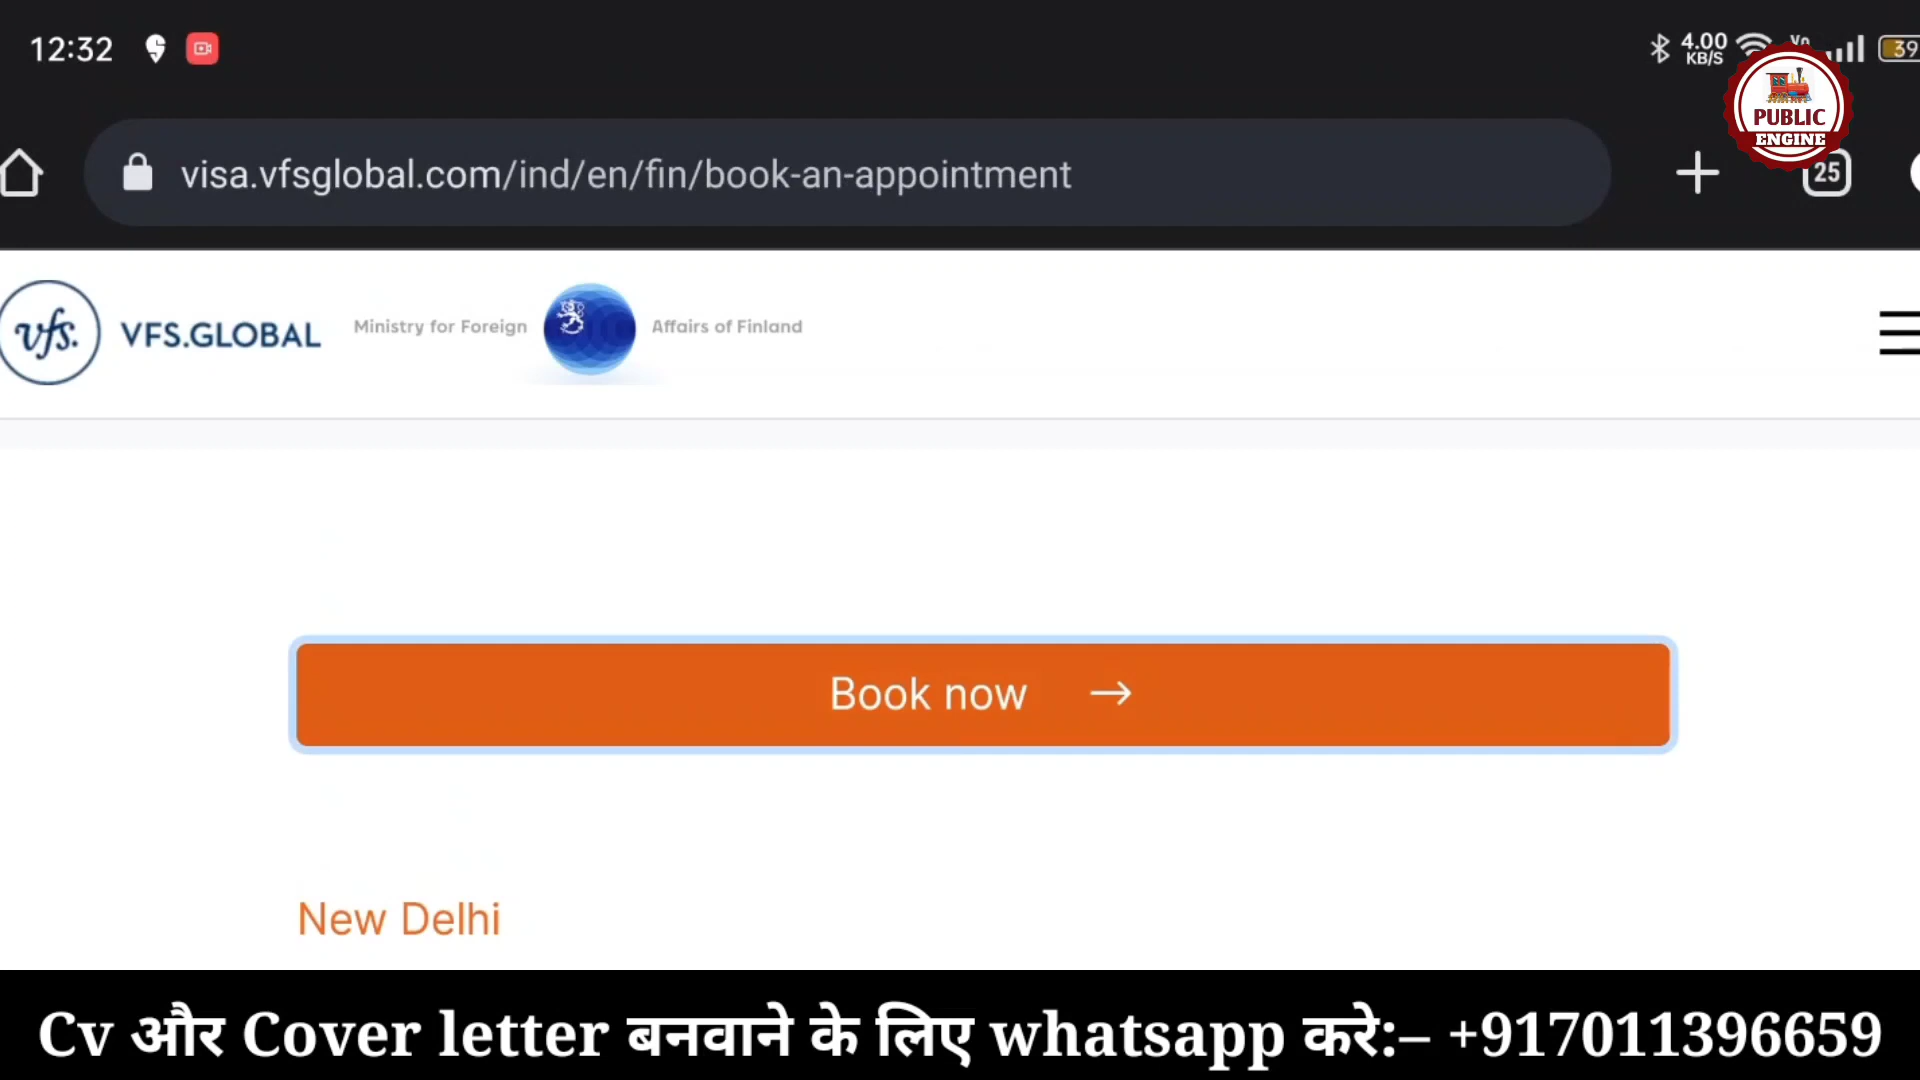 12:32
4.00
KB/S
39
PUBLIC
ENGINE
visa.vfsglobal.com/ind/en/fin/book-an-appointment
25
vfs. VFS.GLOBAL Ministry for Foreign Affairs of Finland
Book now →
New Delhi
Cv और Cover letter बनवाने के लिए whatsapp करे:– +917011396659